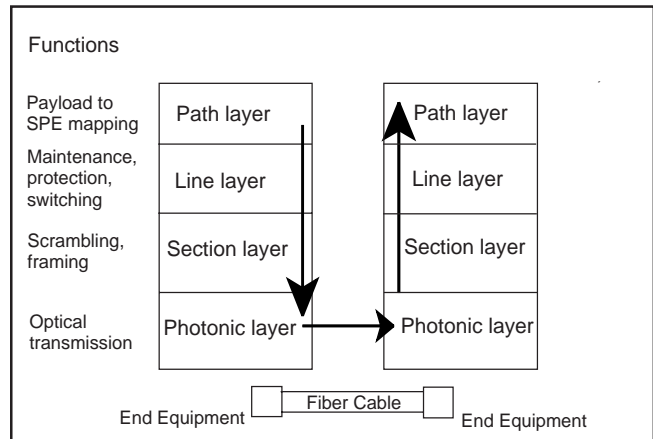 Functions
Payload to
SPE mapping
Path layer
Path layer
Maintenance,
protection,
switching
Line layer
Line layer
Scrambling,
framing
Section layer
Section layer
Optical
transmission
Photonic layer
Photonic layer
Fiber Cable
End Equipment
End Equipment